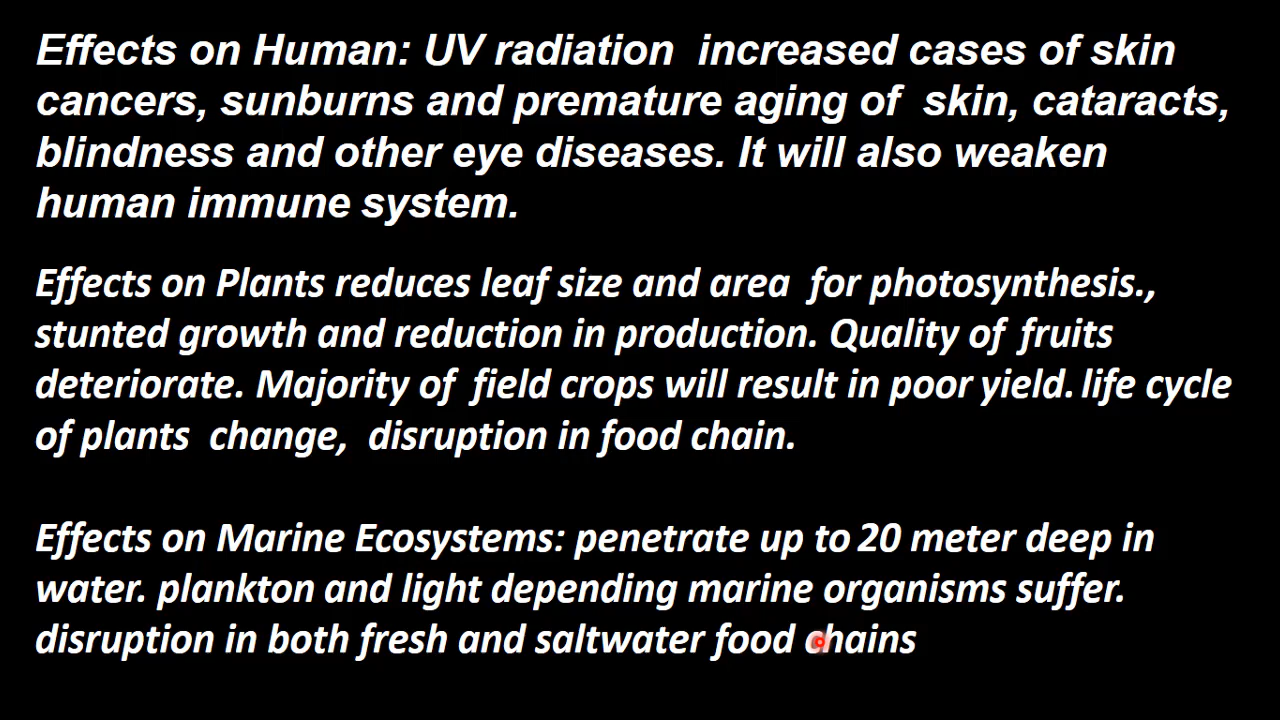 Effects on Human: UV radiation increased cases of skin
cancers, sunburns and premature aging of skin, cataracts,
blindness and other eye diseases. It will also weaken
human immune system.
Effects on Plants reduces leaf size and area for photosynthesis.,
stunted growth and reduction in production. Quality of fruits
deteriorate. Majority of field crops will result in poor yield. life cycle
of plants change, disruption in food chain.
Effects on Marine Ecosystems: penetrate up to 20 meter deep in
water. plankton and light depending marine organisms suffer.
disruption in both fresh and saltwater food chains